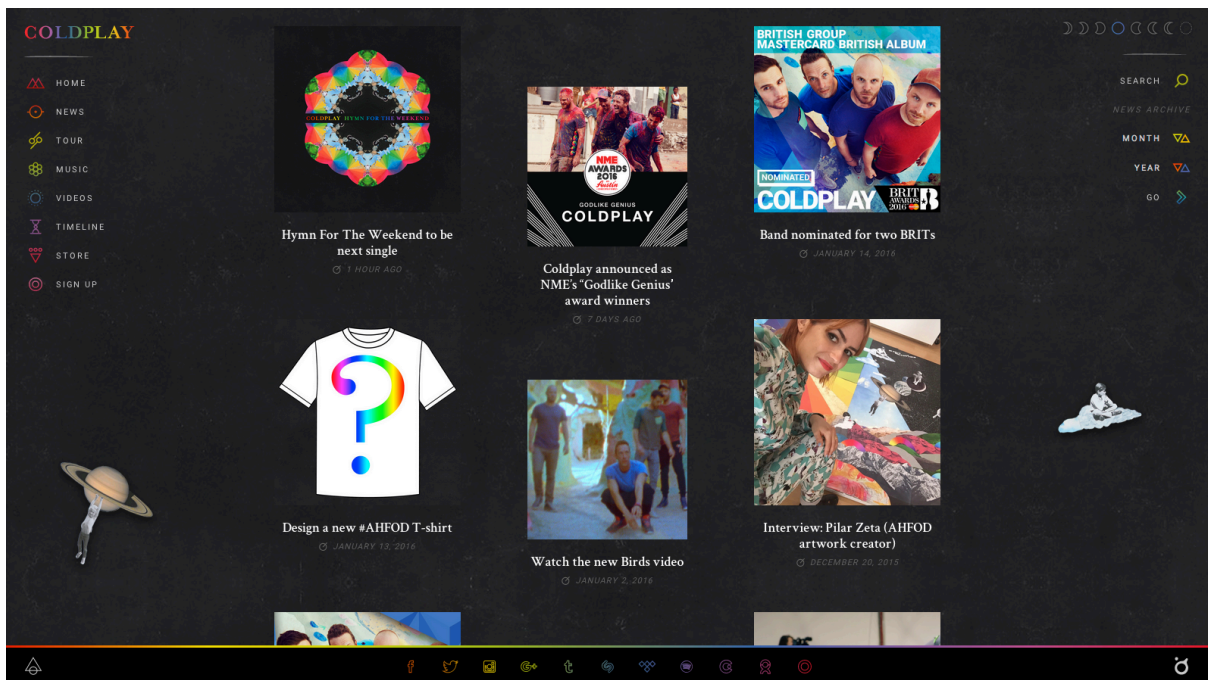 COLDPLAY
HOME
NEWS
TOUR
MUSIC
VIDEOS
TIMELINE
STORE
SIGN UP
COLDPLAY HYMN FOR THE WEEKEND
Hymn For The Weekend to be
next single
1 HOUR AGO
NME
AWARDS
2016
Austin
GODLIKE GENIUS
COLDPLAY
Coldplay announced as
NME's “Godlike Genius’
award winners
7 DAYS AGO
BRITISH GROUP
MASTERCARD BRITISH ALBUM
NOMINATED
COLDPLAY
BRIT
AWARDS
2016
Band nominated for two BRITs
JANUARY 14, 2016
SEARCH
NEWS ARCHIVE
MONTH
YEAR
GO
?
Design a new #AHFOD T-shirt
JANUARY 13, 2016
Watch the new Birds video
JANUARY 2, 2016
Interview: Pilar Zeta (AHFOD
artwork creator)
DECEMBER 20, 2015